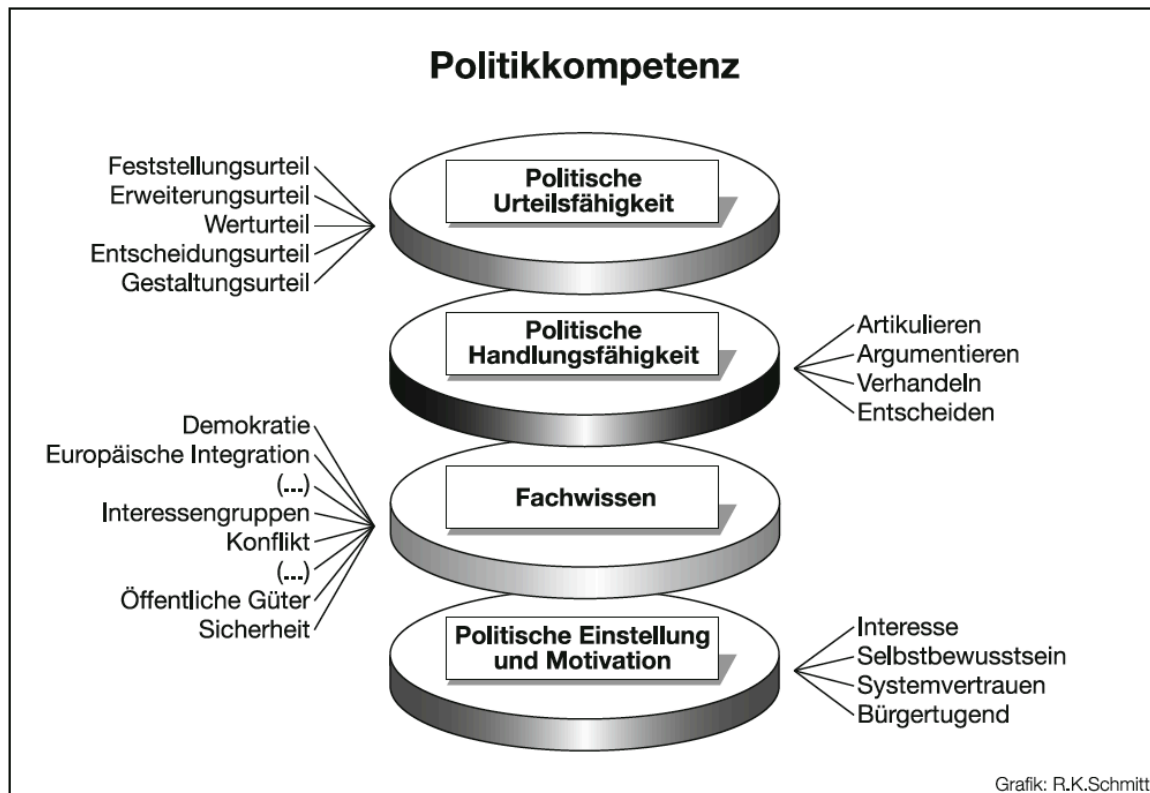 Politikkompetenz
Feststellungsurteil
Erweiterungsurteil
Werturteil
Entscheidungsurteil
Gestaltungsurteil
Politische
Urteilsfähigkeit
Politische
Handlungsfähigkeit
Artikulieren
Argumentieren
Verhandeln
Entscheiden
Demokratie
Europäische Integration
(...)
Interessengruppen
Konflikt
(...)
Öffentliche Güter
Sicherheit
Fachwissen
Politische Einstellung
und Motivation
Interesse
Selbstbewusstsein
Systemvertrauen
Bürgertugend
Grafik: R.K.Schmitt